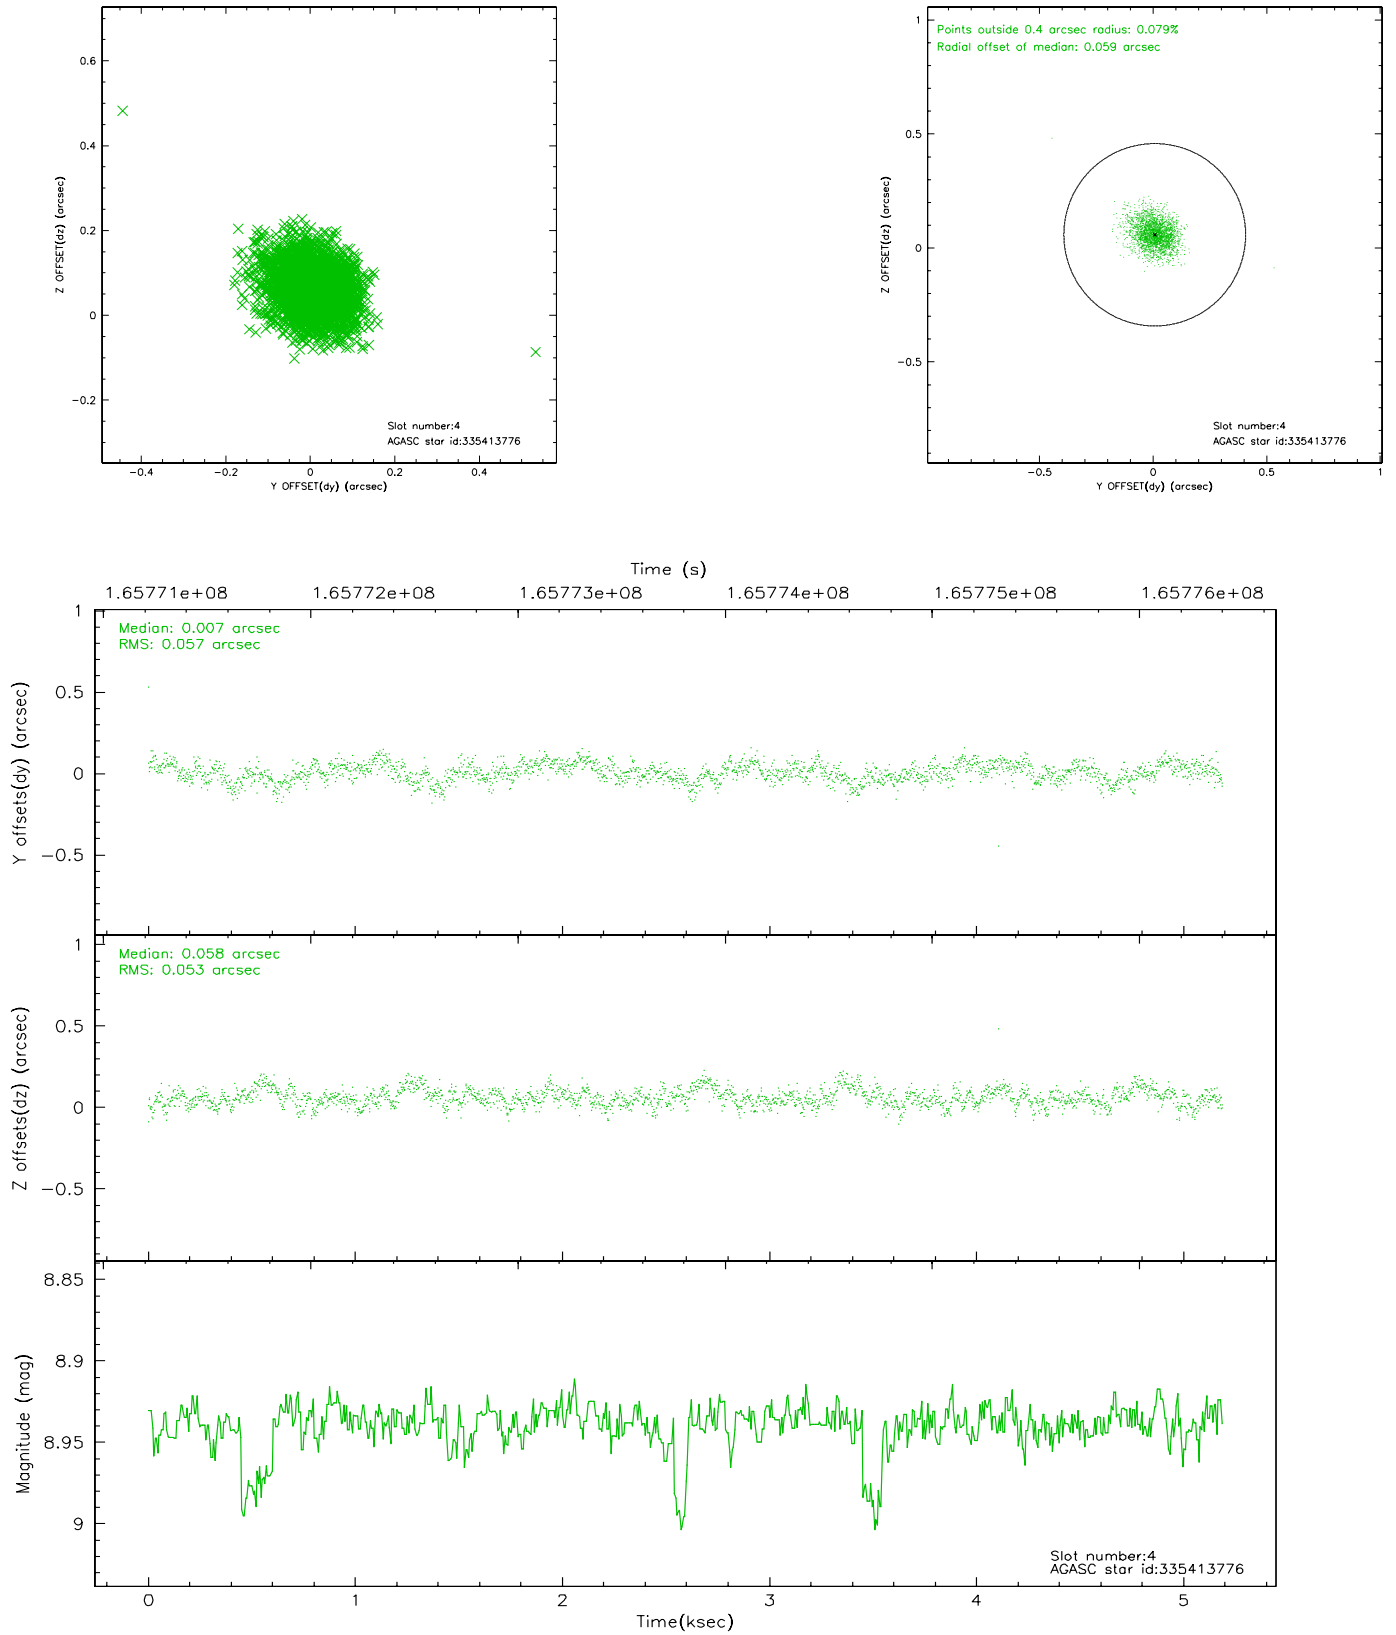 0.6
0.4
0.2
0
−0.2
Z OFFSET(dz) (arcsec)
Slot number:4
AGASC star id:335413776
−0.4 −0.2 0 0.2 0.4
Y OFFSET(dy) (arcsec)
Points outside 0.4 arcsec radius: 0.079%
Radial offset of median: 0.059 arcsec
1
0.5
0
−0.5
Z OFFSET(dz) (arcsec)
Slot number:4
AGASC star id:335413776
−0.5 0 0.5 1
Y OFFSET(dy) (arcsec)
Time (s)
1.65771e+08 1.65772e+08 1.65773e+08 1.65774e+08 1.65775e+08 1.65776e+08
Median: 0.007 arcsec
RMS: 0.057 arcsec
1
0.5
0
−0.5
Y offsets(dy) (arcsec)
Median: 0.058 arcsec
RMS: 0.053 arcsec
1
0.5
0
−0.5
Z offsets(dz) (arcsec)
8.85
8.9
8.95
9
Magnitude (mag)
Slot number:4
AGASC star id:335413776
0 1 2 3 4 5
Time(ksec)